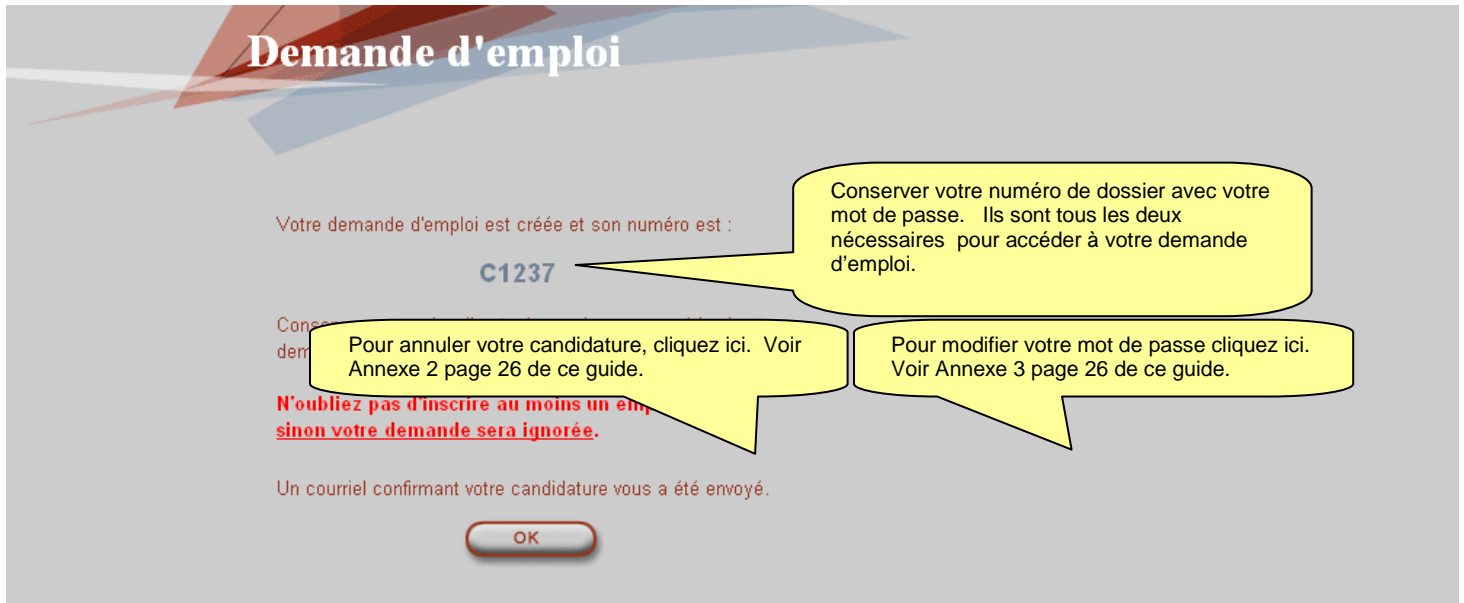 Demande d'emploi
Conserver votre numéro de dossier avec votre
mot de passe. Ils sont tous les deux
nécessaires pour accéder à votre demande
d’emploi.
Votre demande d'emploi est créée et son numéro est :
C1237
Pour annuler votre candidature, cliquez ici. Voir
Annexe 2 page 26 de ce guide.
Pour modifier votre mot de passe cliquez ici.
Voir Annexe 3 page 26 de ce guide.
N'oubliez pas d'inscrire au moins un
sinon votre demande sera ignorée.
Un courriel confirmant votre candidature vous a été envoyé.
OK